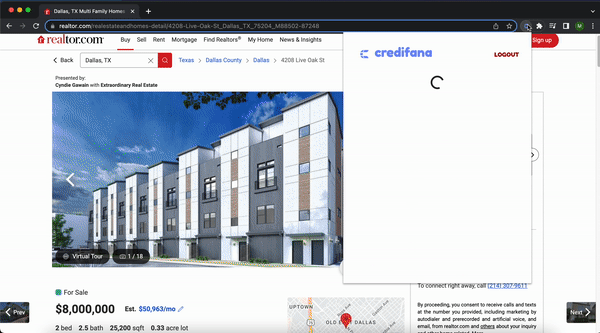 Dallas, TX Multi Family Homes
realtor.com/realestateandhomes-detail/4208-Live-Oak-St_Dallas_TX_75204_M88502-87248
M
realtor.com
Buy Sell Rent Mortgage Find Realtors® My Home News & Insights Sign up
Back Dallas, TX Texas Dallas County Dallas 4208 Live Oak St
credifana LOGOUT
Presented by:
Cyndie Gawain with Extraordinary Real Estate
Virtual Tour 1 / 18
For Sale
$8,000,000 Est. $50,963/mo
2 bed 2.5 bath 25,200 sqft 0.33 acre lot
UPTOWN
OLD EAST DALLAS
To connect right away, call (214) 307-9611
By proceeding, you consent to receive calls and texts
at the number you provided, including marketing by
autodialer and prerecorded and artificial voice, and
email, from realtor.com and others about your inquiry
Prev Next